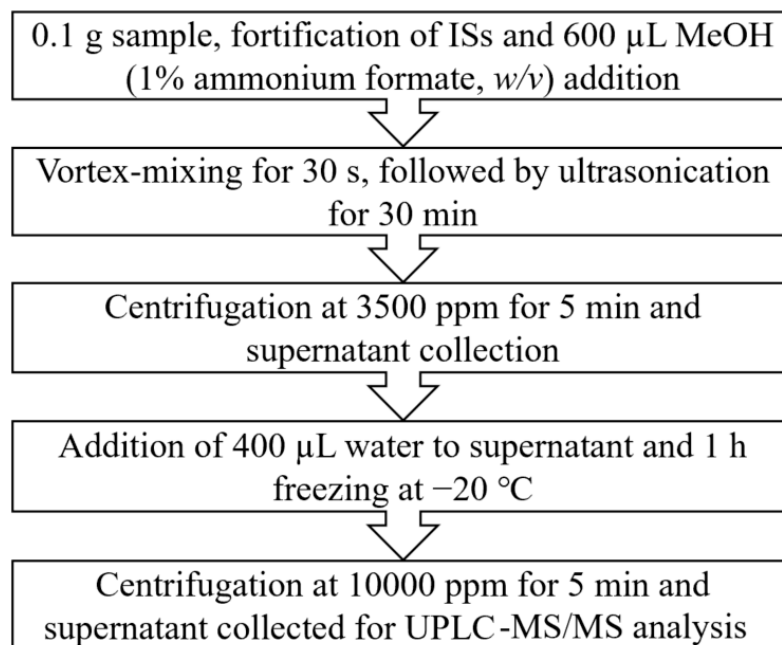 0.1 g sample, fortification of ISs and 600 µL MeOH
(1% ammonium formate, w/v) addition
Vortex-mixing for 30 s, followed by ultrasonication
for 30 min
Centrifugation at 3500 ppm for 5 min and
supernatant collection
Addition of 400 µL water to supernatant and 1 h
freezing at −20 °C
Centrifugation at 10000 ppm for 5 min and
supernatant collected for UPLC-MS/MS analysis